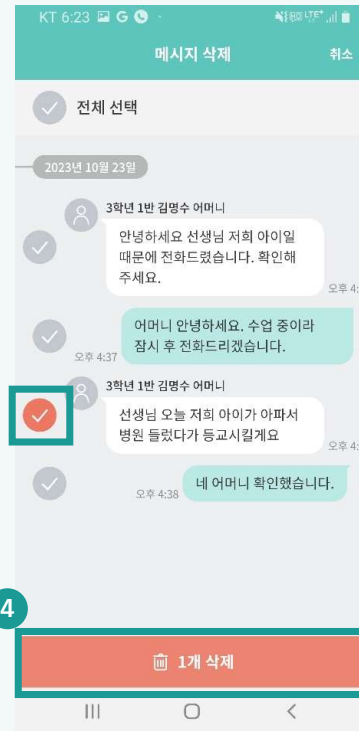 KT 6:23
메시지 삭제
취소
전체 선택
2023년 10월 23일
3학년 1반 김명수 어머니
안녕하세요 선생님 저희 아이일
때문에 전화드렸습니다. 확인해
주세요.
오후 4:
어머니 안녕하세요. 수업 중이라
잠시 후 전화드리겠습니다.
오후 4:37
3학년 1반 김명수 어머니
선생님 오늘 저희 아이가 아파서
병원 들렀다가 등교시킬게요
오후 4:
네 어머니 확인했습니다.
오후 4:38
4
1개 삭제